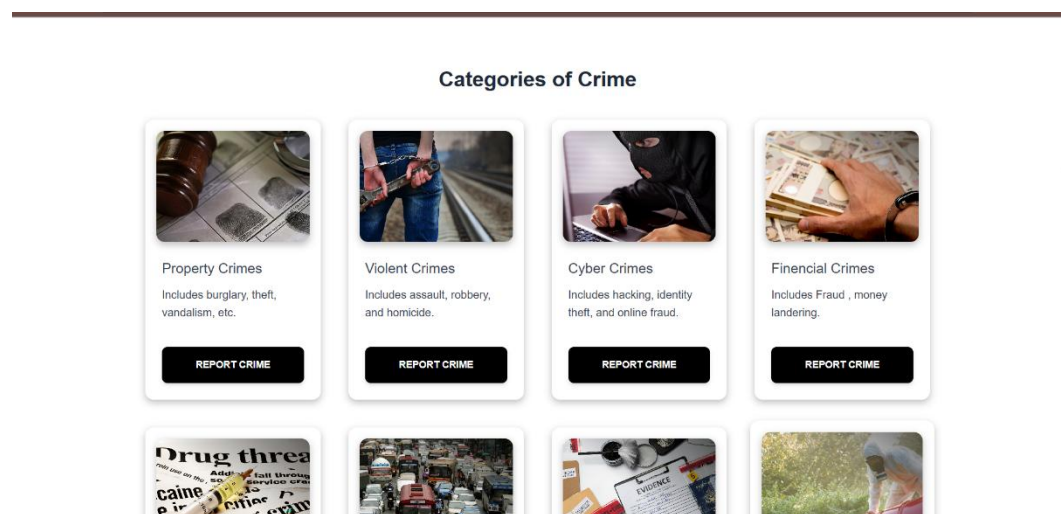 Categories of Crime
Property Crimes
Includes burglary, theft,
vandalism, etc.
REPORT CRIME
Violent Crimes
Includes assault, robbery,
and homicide.
REPORT CRIME
Cyber Crimes
Includes hacking, identity
theft, and online fraud.
REPORT CRIME
Finencial Crimes
Includes Fraud , money
landering.
REPORT CRIME
Drug threa
caine
EVIDENCE